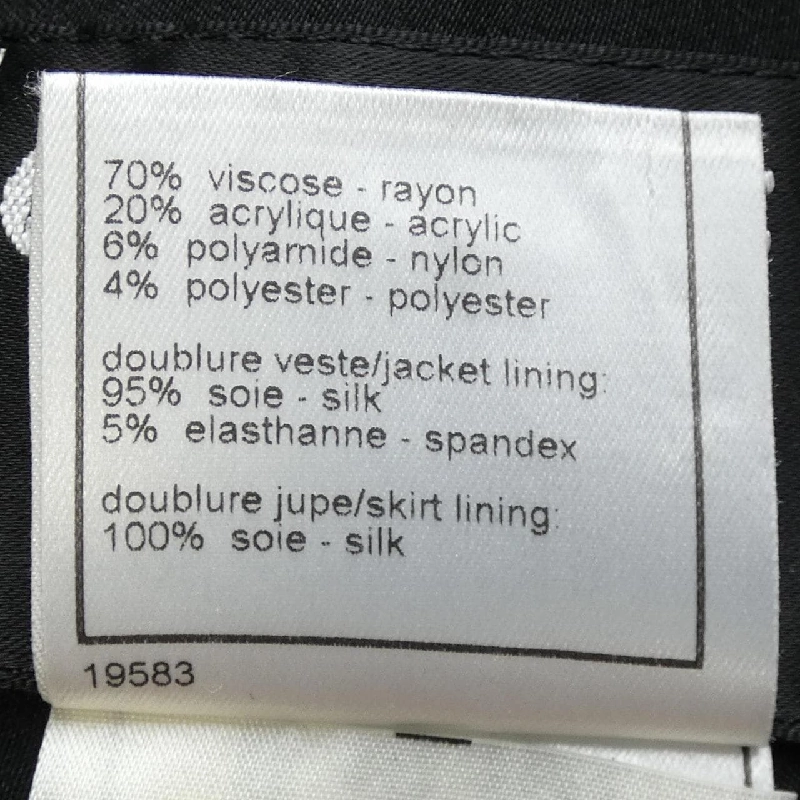 70% viscose - rayon
20% acrylique - acrylic
6% polyamide - nylon
4% polyester - polyester
doublure veste/jacket lining:
95% soie - silk
5% elasthanne - spandex
doublure jupe/skirt lining:
100% soie - silk
19583